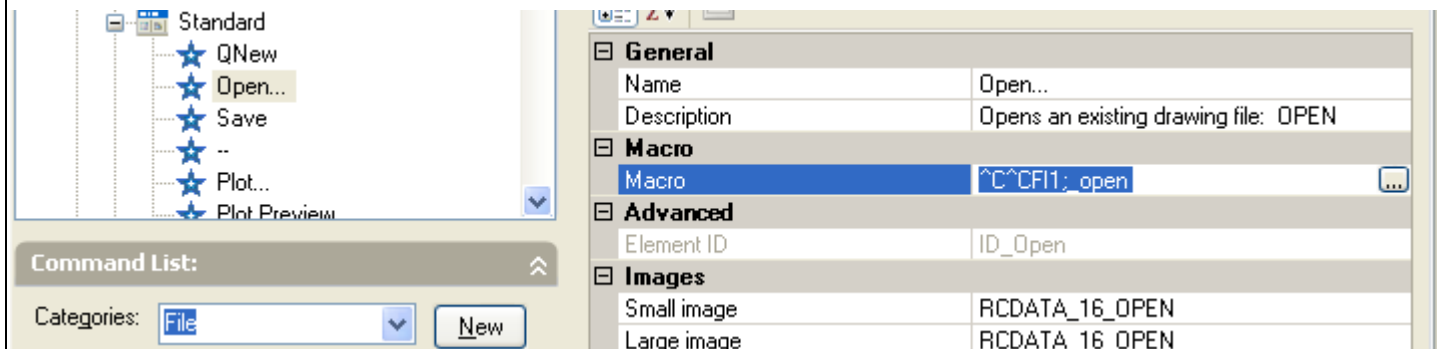 Standard
QNew
Open...
Save
--
Plot...
Plot Preview
Command List:
Categories: File New
General
Name Open...
Description Opens an existing drawing file: OPEN
Macro
Macro ^C^CFI1;_open ...
Advanced
Element ID ID_Open
Images
Small image RCDATA_16_OPEN
Large image RCDATA_16_OPEN